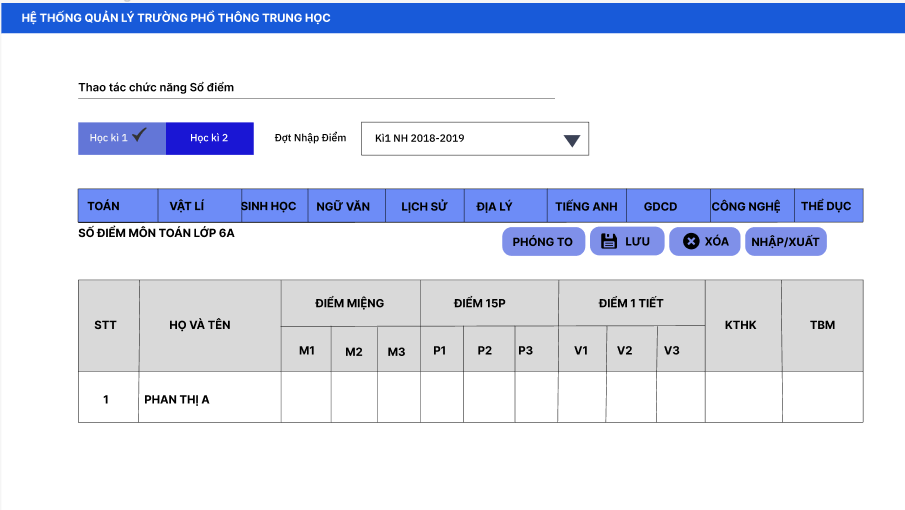 HỆ THỐNG QUẢN LÝ TRƯỜNG PHỔ THÔNG TRUNG HỌC
Thao tác chức năng Sổ điểm
Học kì 1 Học kì 2 Đợt Nhập Điểm Kì1 NH 2018-2019
TOÁN VẬT LÍ SINH HỌC NGỮ VĂN LỊCH SỬ ĐỊA LÝ TIẾNG ANH GDCD CÔNG NGHỆ THỂ DỤC
SỔ ĐIỂM MÔN TOÁN LỚP 6A
PHÓNG TO LƯU XÓA NHẬP/XUẤT
STT HỌ VÀ TÊN ĐIỂM MIỆNG ĐIỂM 15P ĐIỂM 1 TIẾT KTHK TBM
M1 M2 M3 P1 P2 P3 V1 V2 V3
1 PHAN THỊ A